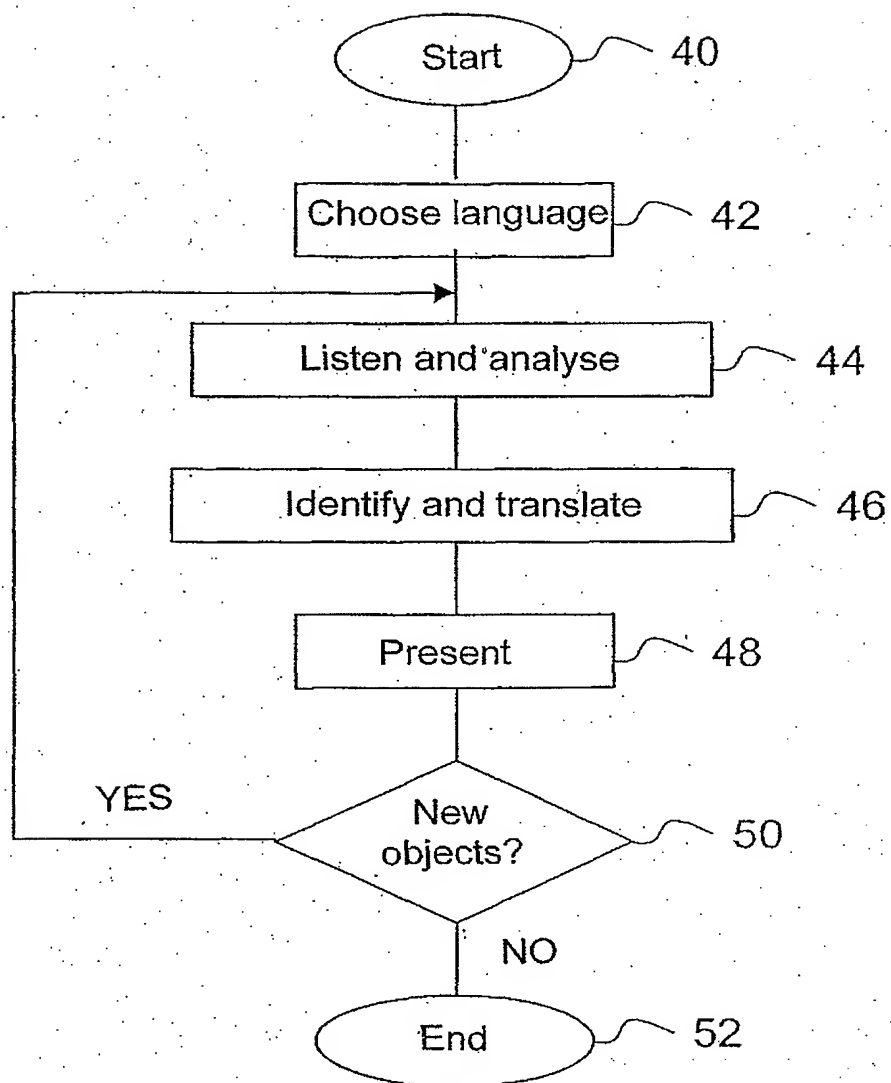 Start 40
Choose language 42
Listen and analyse 44
Identify and translate 46
Present 48
YES
New
objects? 50
NO
End 52